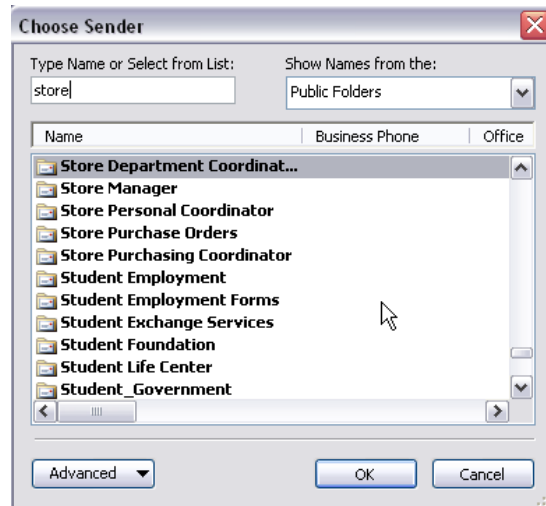 Choose Sender
Type Name or Select from List: Show Names from the:
store Public Folders
Name Business Phone Office
Store Department Coordinat...
Store Manager
Store Personal Coordinator
Store Purchase Orders
Store Purchasing Coordinator
Student Employment
Student Employment Forms
Student Exchange Services
Student Foundation
Student Life Center
Student_Government
Advanced OK Cancel